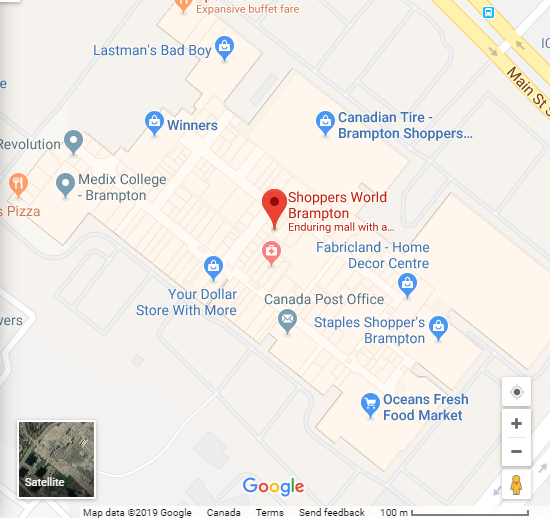 Expansive buffet fare
Lastman's Bad Boy
Main St S
Winners
Canadian Tire -
Brampton Shoppers…
Revolution
Medix College
- Brampton
s Pizza
Shoppers World
Brampton
Enduring mall with a…
Fabricland - Home
Decor Centre
Your Dollar
Store With More
Canada Post Office
Staples Shopper's
Brampton
wers
Oceans Fresh
Food Market
Satellite
Google
Map data ©2019 Google Canada Terms Send feedback 100 m